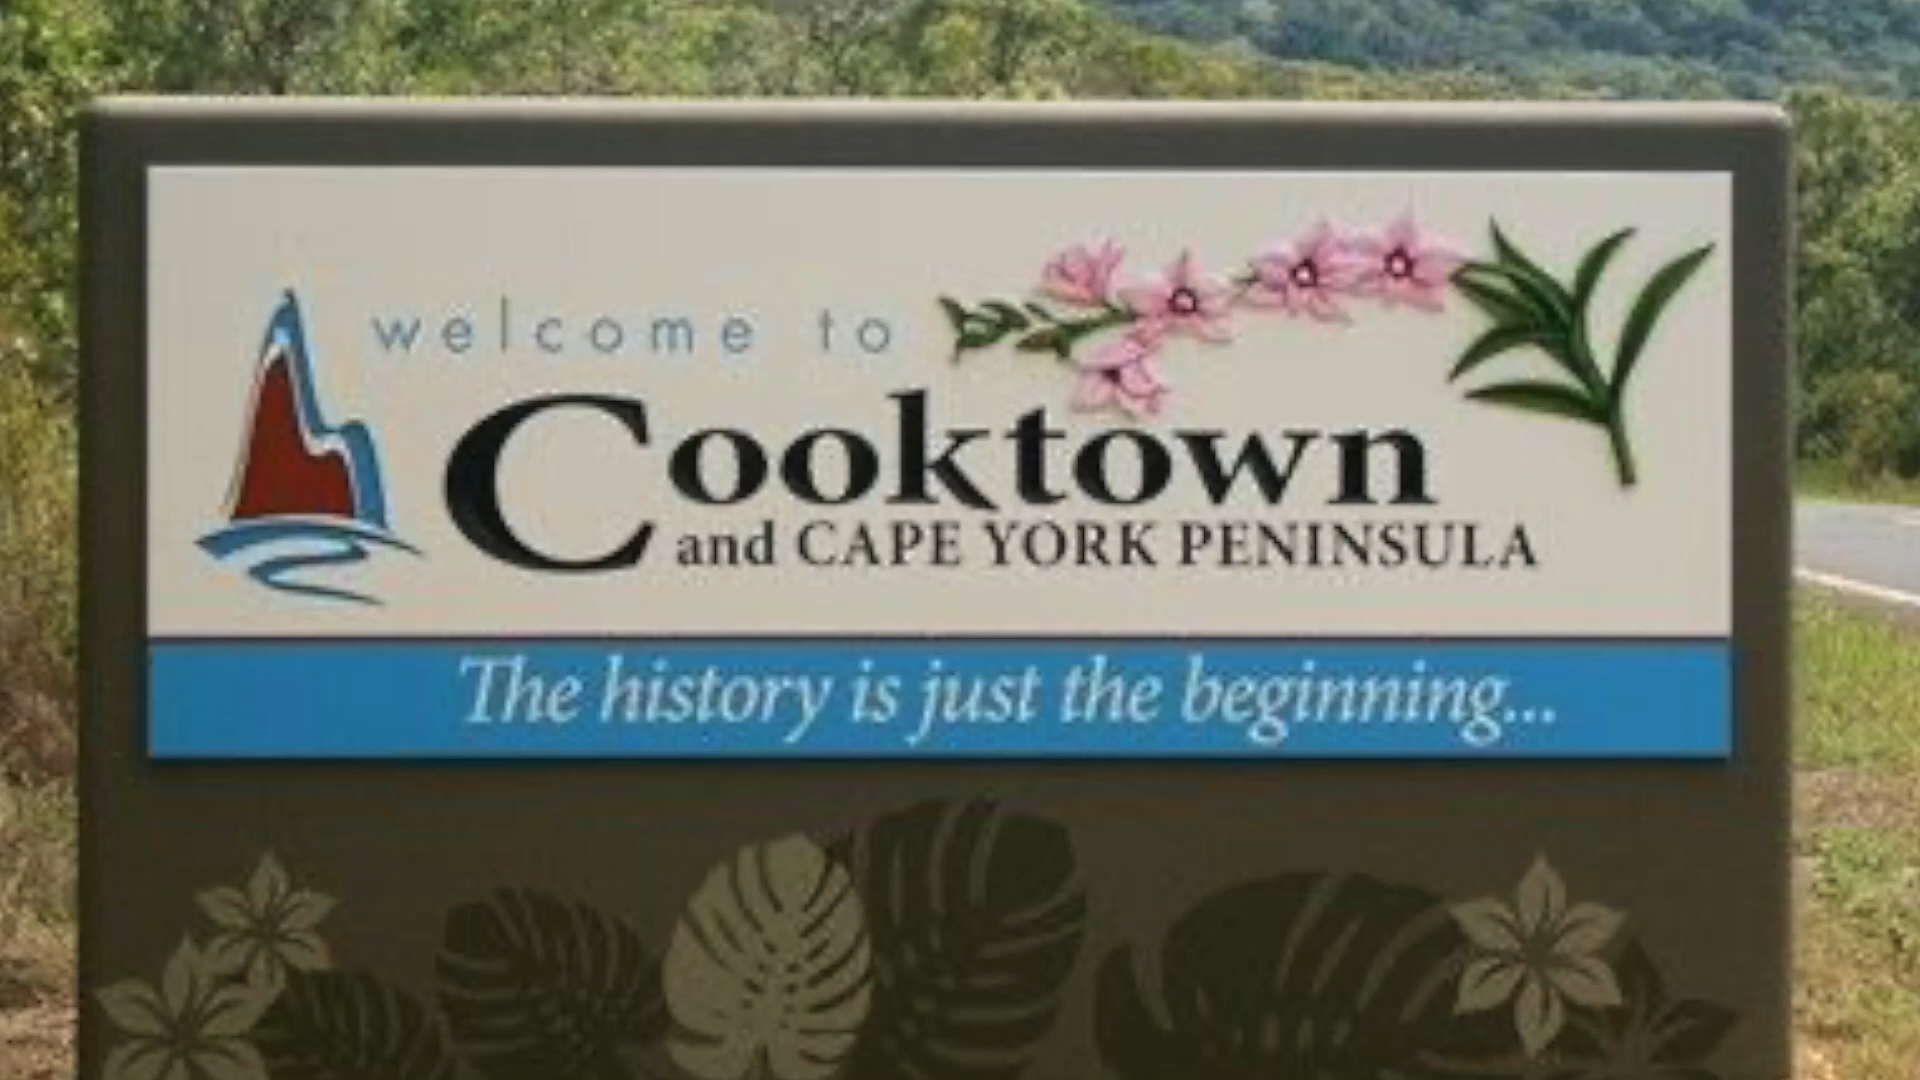 welcome to
Cooktown
and CAPE YORK PENINSULA
The history is just the beginning...